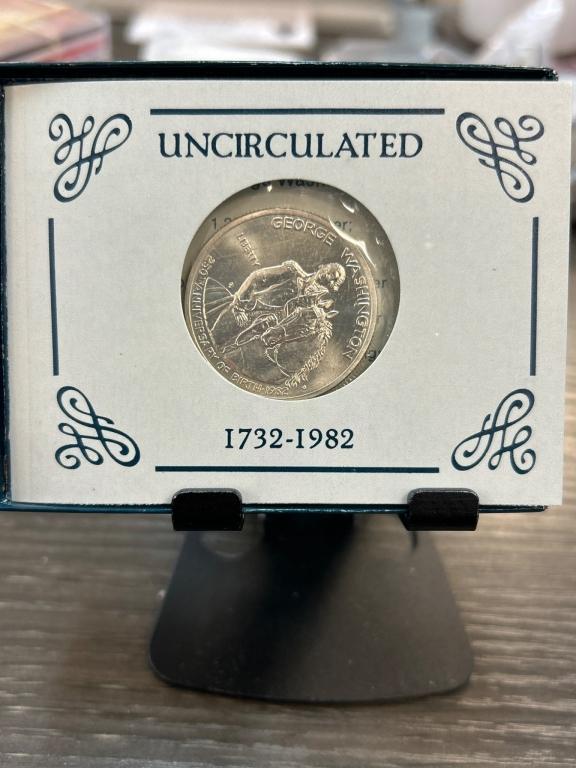 UNCIRCULATED
GEORGE WASHINGTON
LIBERTY
250TH ANNIVERSARY OF BIRTH-1982
1732-1982